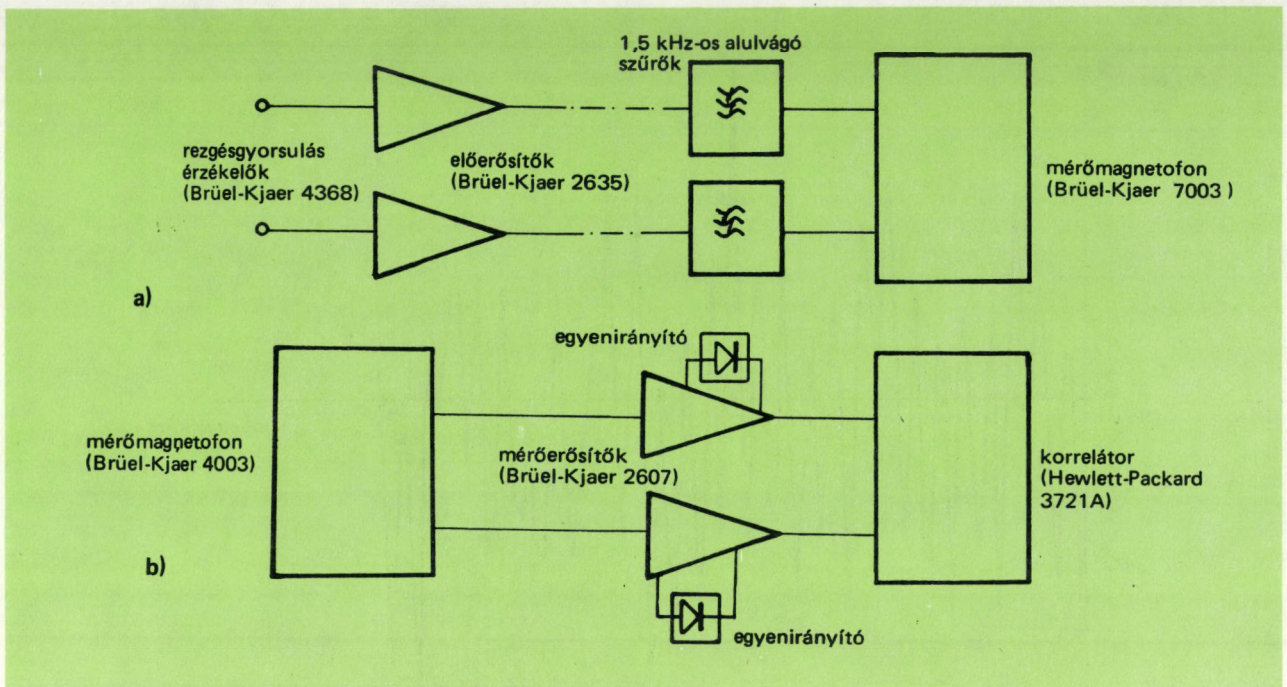 1,5 kHz-os alulvágó
szűrők
rezgésgyorsulás
érzékelők
(Brüel-Kjaer 4368)
előerősítők
(Brüel-Kjaer 2635)
mérőmagnetofon
(Brüel-Kjaer 7003)
a)
egyenirányító
mérőmagnetofon
(Brüel-Kjaer 4003)
mérőerősítők
(Brüel-Kjaer 2607)
korrelátor
(Hewlett-Packard
3721A)
b)
egyenirányító